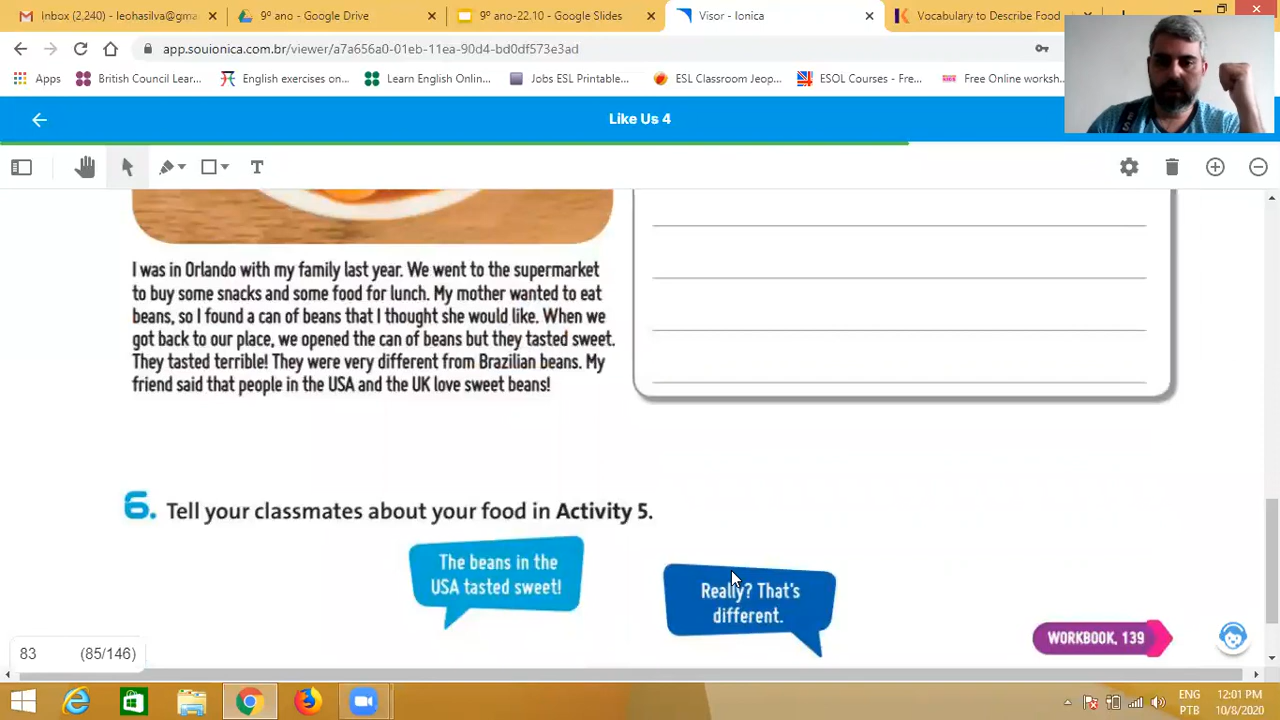 Inbox (2,240) - leohasilva@gma
9º ano - Google Drive
9º ano-22.10 - Google Slides
Visor - Ionica
Vocabulary to Describe Food
app.souionica.com.br/viewer/a7a656a0-01eb-11ea-90d4-bd0df573e3ad
Apps
British Council Lear...
English exercises on...
Learn English Onlin...
Jobs ESL Printable...
ESL Classroom Jeop...
ESOL Courses - Fre...
Free Online worksh...
Like Us 4
T
I was in Orlando with my family last year. We went to the supermarket
to buy some snacks and some food for lunch. My mother wanted to eat
beans, so I found a can of beans that I thought she would like. When we
got back to our place, we opened the can of beans but they tasted sweet.
They tasted terrible! They were very different from Brazilian beans. My
friend said that people in the USA and the UK love sweet beans!
6. Tell your classmates about your food in Activity 5.
The beans in the
USA tasted sweet!
Really? That's
different.
WORKBOOK, 139
83 (85/146)
ENG
PTB
12:01 PM
10/8/2020